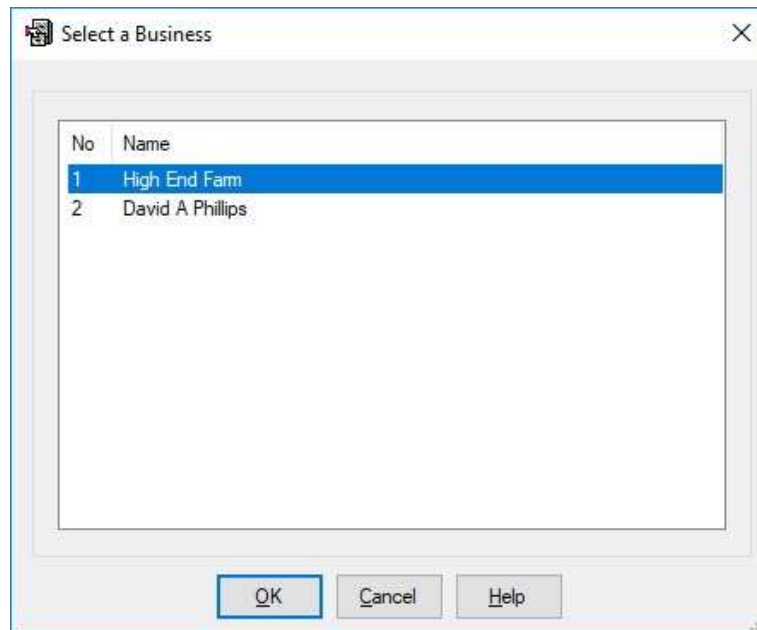 Select a Business
No Name
1 High End Farm
2 David A Phillips
OK Cancel Help